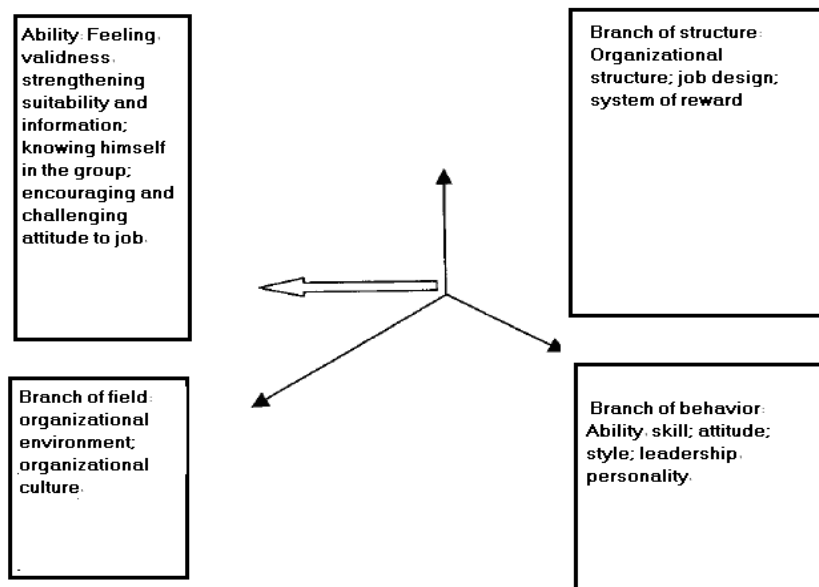 Ability: Feeling,
validness,
strengthening
suitability and
information;
knowing himself
in the group;
encouraging and
challenging
attitude to job.
Branch of structure:
Organizational
structure; job design;
system of reward
Branch of field:
organizational
environment;
organizational
culture.
Branch of behavior:
Ability, skill; attitude;
style; leadership,
personality.